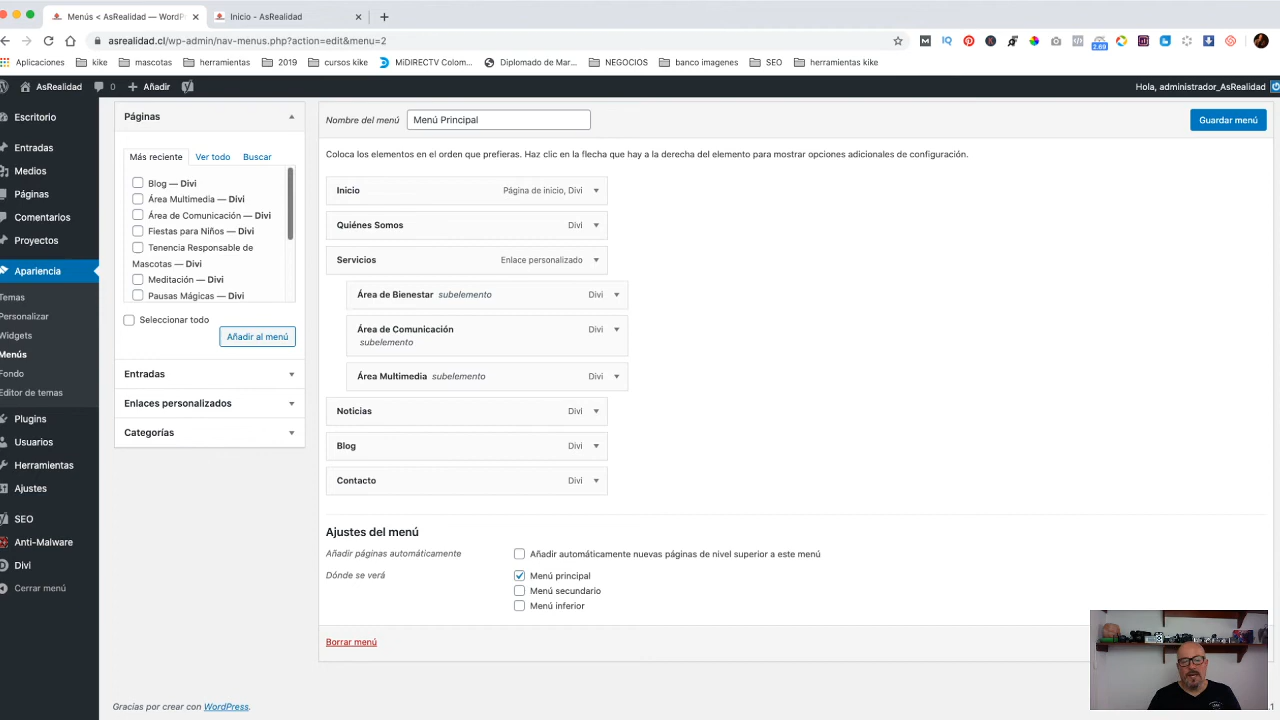 Menús < AsRealidad — WordPr
Inicio - AsRealidad
asrealidad.cl/wp-admin/nav-menus.php?action=edit&menu=2
2.69
Aplicaciones
kike
mascotas
herramientas
2019
cursos kike
MiDIRECTV Colom...
Diplomado de Mar...
NEGOCIOS
banco imagenes
SEO
herramientas kike
AsRealidad
0
Añadir
Hola, administrador_AsRealidad
Escritorio
Entradas
Medios
Páginas
Comentarios
Proyectos
Apariencia
Temas
Personalizar
Widgets
Menús
Fondo
Editor de temas
Plugins
Usuarios
Herramientas
Ajustes
SEO
Anti-Malware
Divi
Cerrar menú
Páginas
Más reciente
Ver todo
Buscar
Blog — Divi
Área Multimedia — Divi
Área de Comunicación — Divi
Fiestas para Niños — Divi
Tenencia Responsable de
Mascotas — Divi
Meditación — Divi
Pausas Mágicas — Divi
Seleccionar todo
Añadir al menú
Entradas
Enlaces personalizados
Categorías
Nombre del menú
Menú Principal
Guardar menú
Coloca los elementos en el orden que prefieras. Haz clic en la flecha que hay a la derecha del elemento para mostrar opciones adicionales de configuración.
Inicio Página de inicio, Divi
Quiénes Somos Divi
Servicios Enlace personalizado
Área de Bienestar subelemento Divi
Área de Comunicación Divi
subelemento
Área Multimedia subelemento Divi
Noticias Divi
Blog Divi
Contacto Divi
Ajustes del menú
Añadir páginas automáticamente
Añadir automáticamente nuevas páginas de nivel superior a este menú
Dónde se verá
Menú principal
Menú secundario
Menú inferior
Borrar menú
Gracias por crear con WordPress.
.1